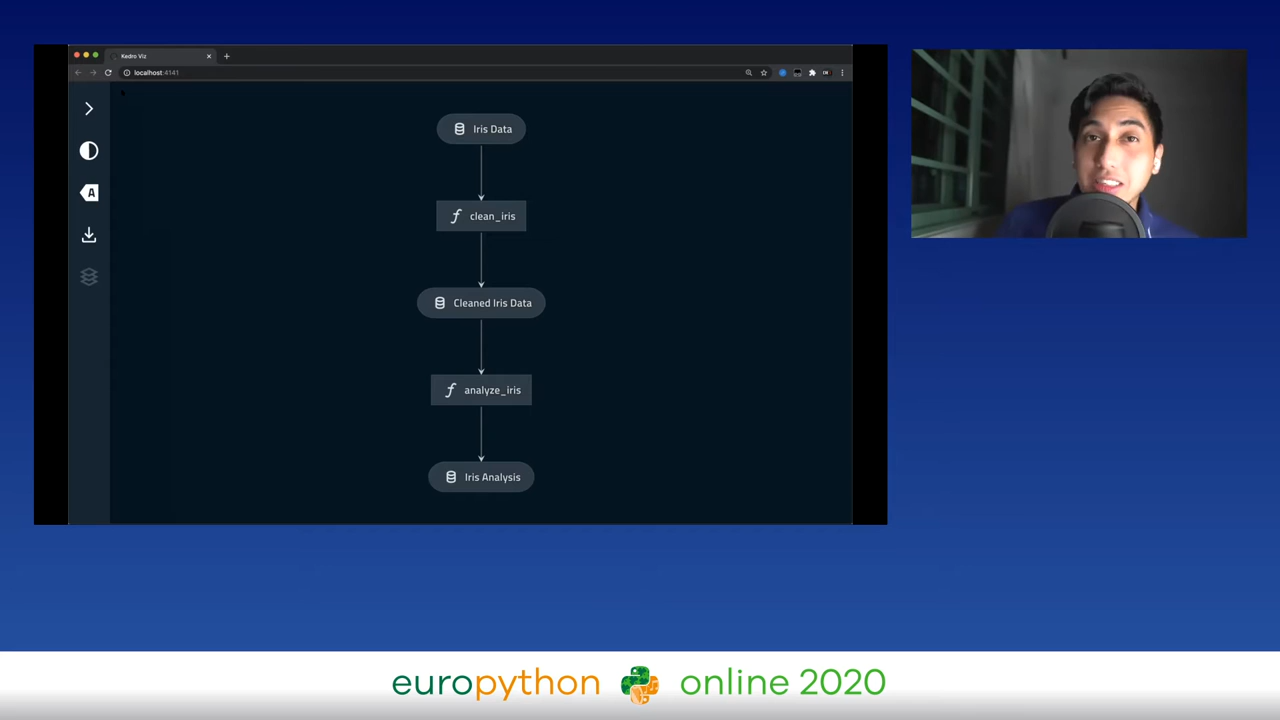 Kedro Viz
localhost:4141
Iris Data
clean_iris
Cleaned Iris Data
analyze_iris
Iris Analysis
A
europython online 2020